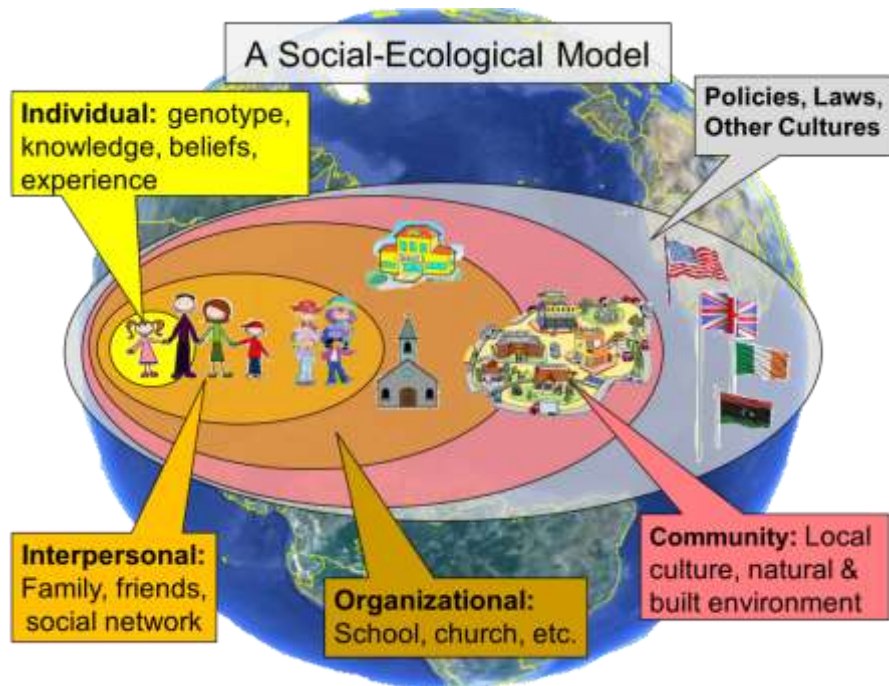 A Social-Ecological Model
Individual: genotype,
knowledge, beliefs,
experience
Policies, Laws,
Other Cultures
Interpersonal:
Family, friends,
social network
Organizational:
School, church, etc.
Community: Local
culture, natural &
built environment